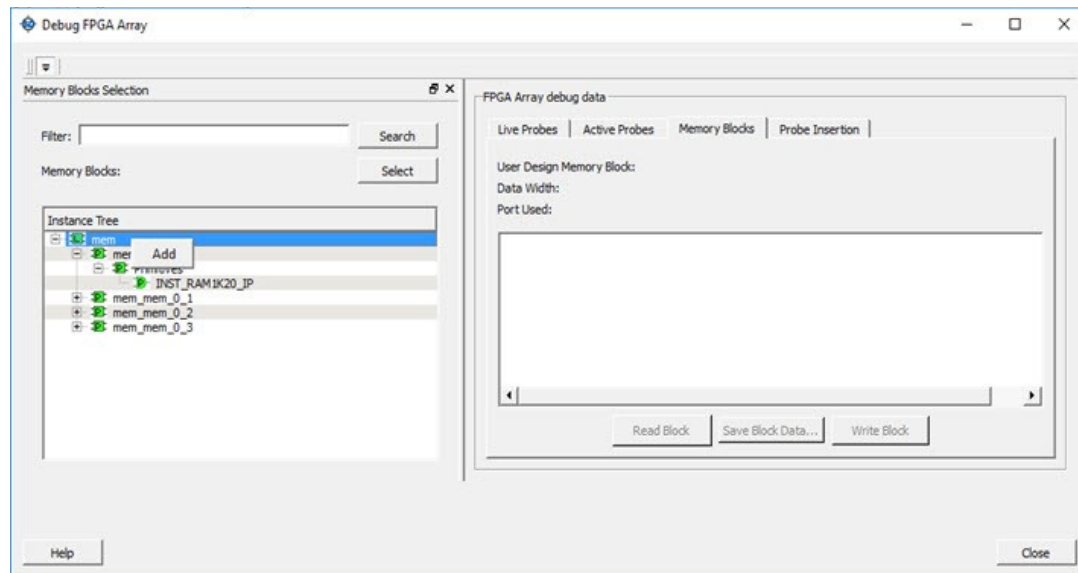 Debug FPGA Array
Memory Blocks Selection
Filter:
Search
Memory Blocks:
Select
Instance Tree
mem
Add
INST_RAM1K20_IP
mem_mem_0_1
mem_mem_0_2
mem_mem_0_3
FPGA Array debug data
Live Probes
Active Probes
Memory Blocks
Probe Insertion
User Design Memory Block:
Data Width:
Port Used:
Read Block
Save Block Data...
Write Block
Help
Close